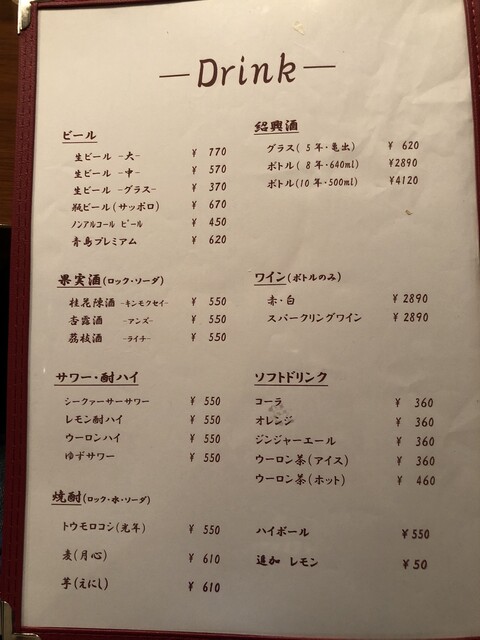 —Drink—
ビール
生ビール -大- ¥ 770
生ビール -中- ¥ 570
生ビール -グラス- ¥ 370
瓶ビール(サッポロ) ¥ 670
ノンアルコール ビール ¥ 450
青島プレミアム ¥ 620
果実酒(ロック・ソーダ)
桂花陳酒 -キンモクセイ- ¥ 550
杏露酒 -アンズ- ¥ 550
茘枝酒 -ライチ- ¥ 550
サワー・酎ハイ
シークァーサーサワー ¥ 550
レモン酎ハイ ¥ 550
ウーロンハイ ¥ 550
ゆずサワー ¥ 550
焼酎(ロック・水・ソーダ)
トウモロコシ(光年) ¥ 550
麦(月心) ¥ 610
芋(えにし) ¥ 610
紹興酒
グラス( 5年・亀出) ¥ 620
ボトル( 8年・640ml) ¥2890
ボトル(10年・500ml) ¥4120
ワイン(ボトルのみ)
赤・白 ¥ 2890
スパークリングワイン ¥ 2890
ソフトドリンク
コーラ ¥ 360
オレンジ ¥ 360
ジンジャーエール ¥ 360
ウーロン茶(アイス) ¥ 360
ウーロン茶(ホット) ¥ 460
ハイボール ¥550
追加 レモン ¥50